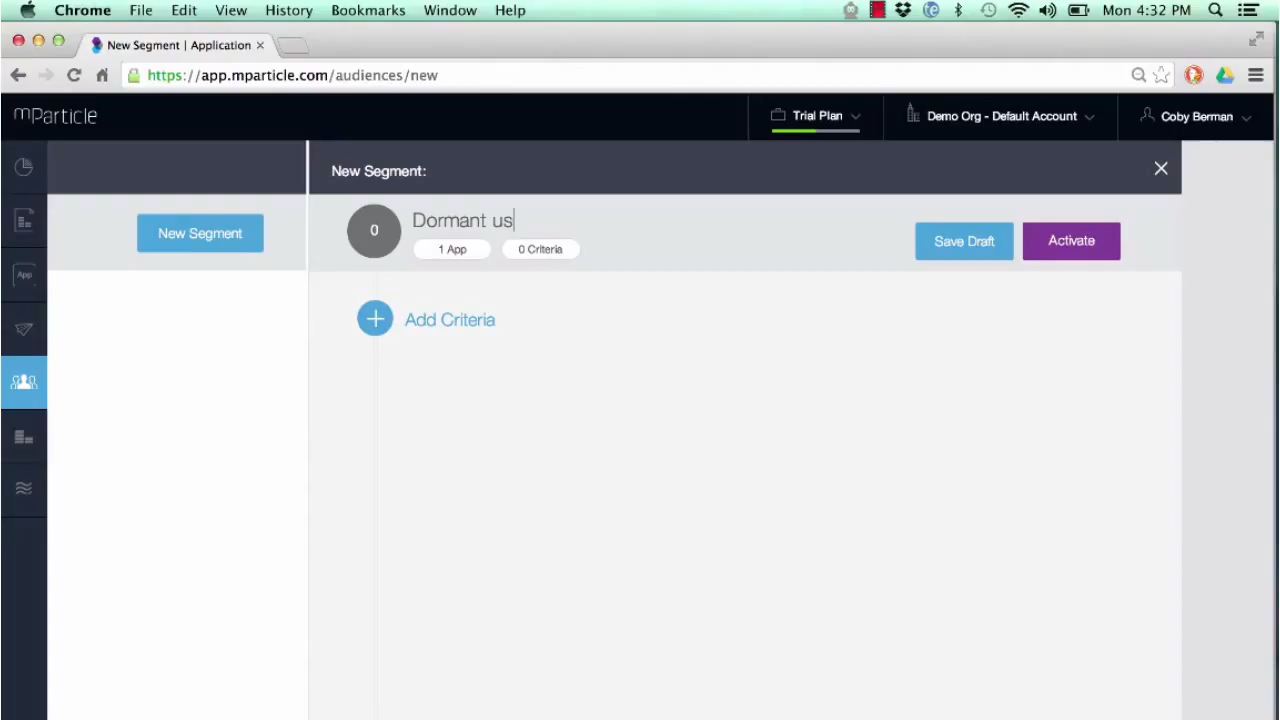 Chrome File Edit View History Bookmarks Window Help Mon 4:32 PM
New Segment | Application
https://app.mparticle.com/audiences/new
mParticle Trial Plan Demo Org - Default Account Coby Berman
New Segment:
New Segment
0
Dormant us
1 App 0 Criteria
Save Draft Activate
App
Add Criteria